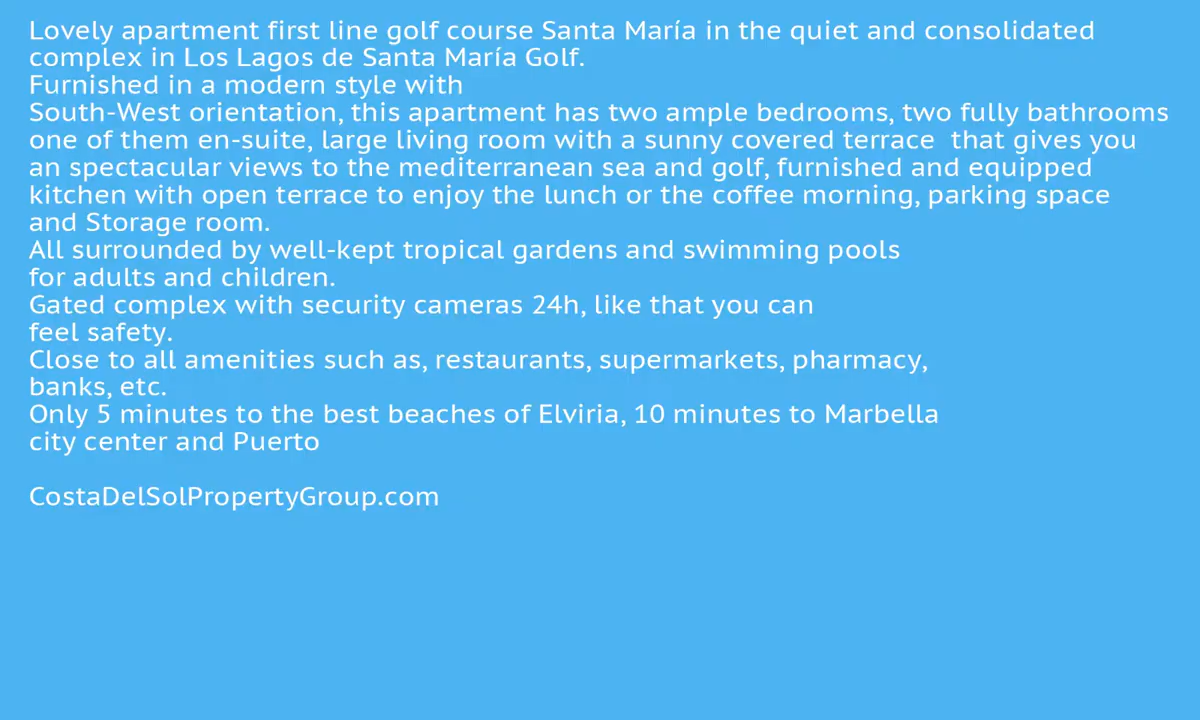 Lovely apartment first line golf course Santa María in the quiet and consolidated
complex in Los Lagos de Santa María Golf.
Furnished in a modern style with
South-West orientation, this apartment has two ample bedrooms, two fully bathrooms
one of them en-suite, large living room with a sunny covered terrace  that gives you
an spectacular views to the mediterranean sea and golf, furnished and equipped
kitchen with open terrace to enjoy the lunch or the coffee morning, parking space
and Storage room.
All surrounded by well-kept tropical gardens and swimming pools
for adults and children.
Gated complex with security cameras 24h, like that you can
feel safety.
Close to all amenities such as, restaurants, supermarkets, pharmacy,
banks, etc.
Only 5 minutes to the best beaches of Elviria, 10 minutes to Marbella
city center and Puerto
CostaDelSolPropertyGroup.com